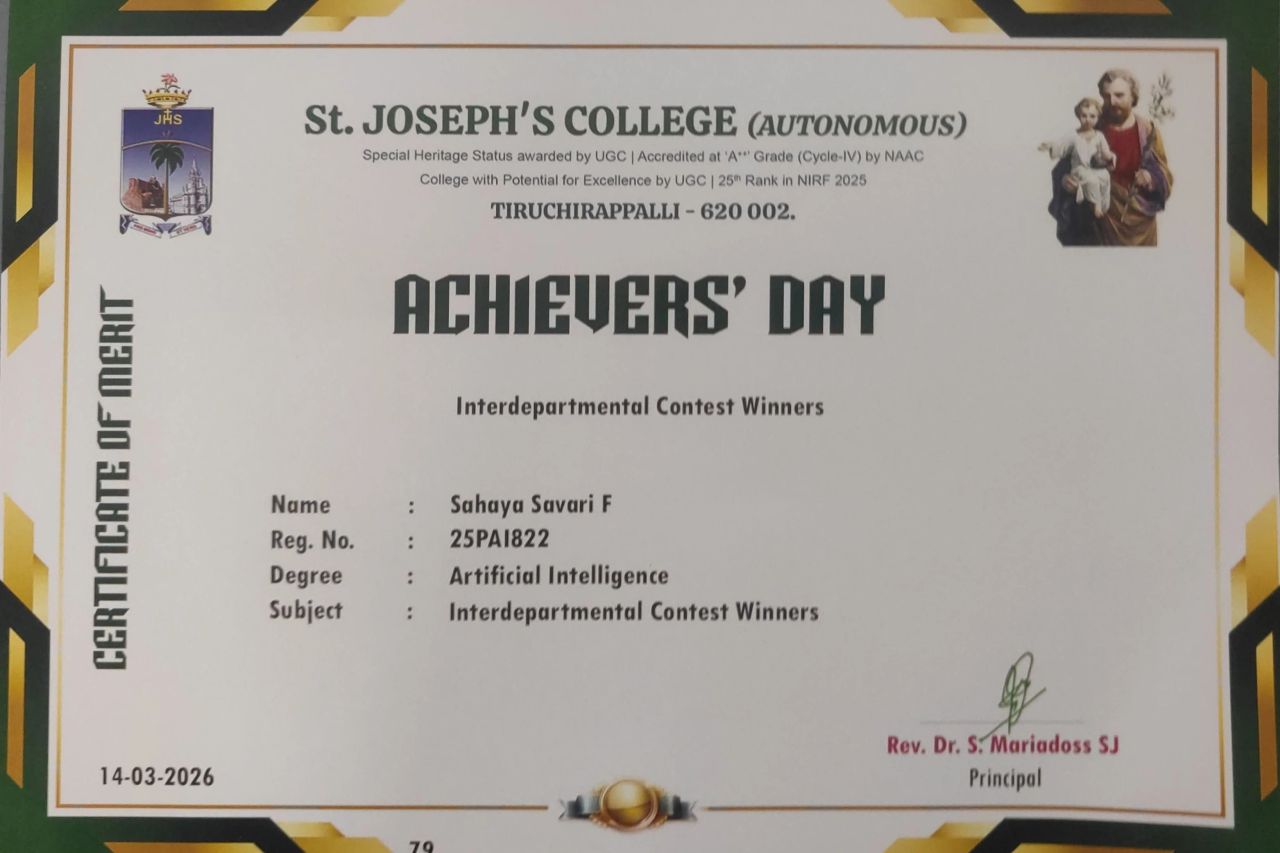 JHS
St. JOSEPH'S COLLEGE (AUTONOMOUS)
Special Heritage Status awarded by UGC | Accredited at 'A++' Grade (Cycle-IV) by NAAC
College with Potential for Excellence by UGC | 25th Rank in NIRF 2025
TIRUCHIRAPPALLI - 620 002.
ACHIEVERS' DAY
CERTIFICATE OF MERIT
Interdepartmental Contest Winners
Name : Sahaya Savari F
Reg. No. : 25PAI822
Degree : Artificial Intelligence
Subject : Interdepartmental Contest Winners
Rev. Dr. S. Mariadoss SJ
Principal
14-03-2026
79